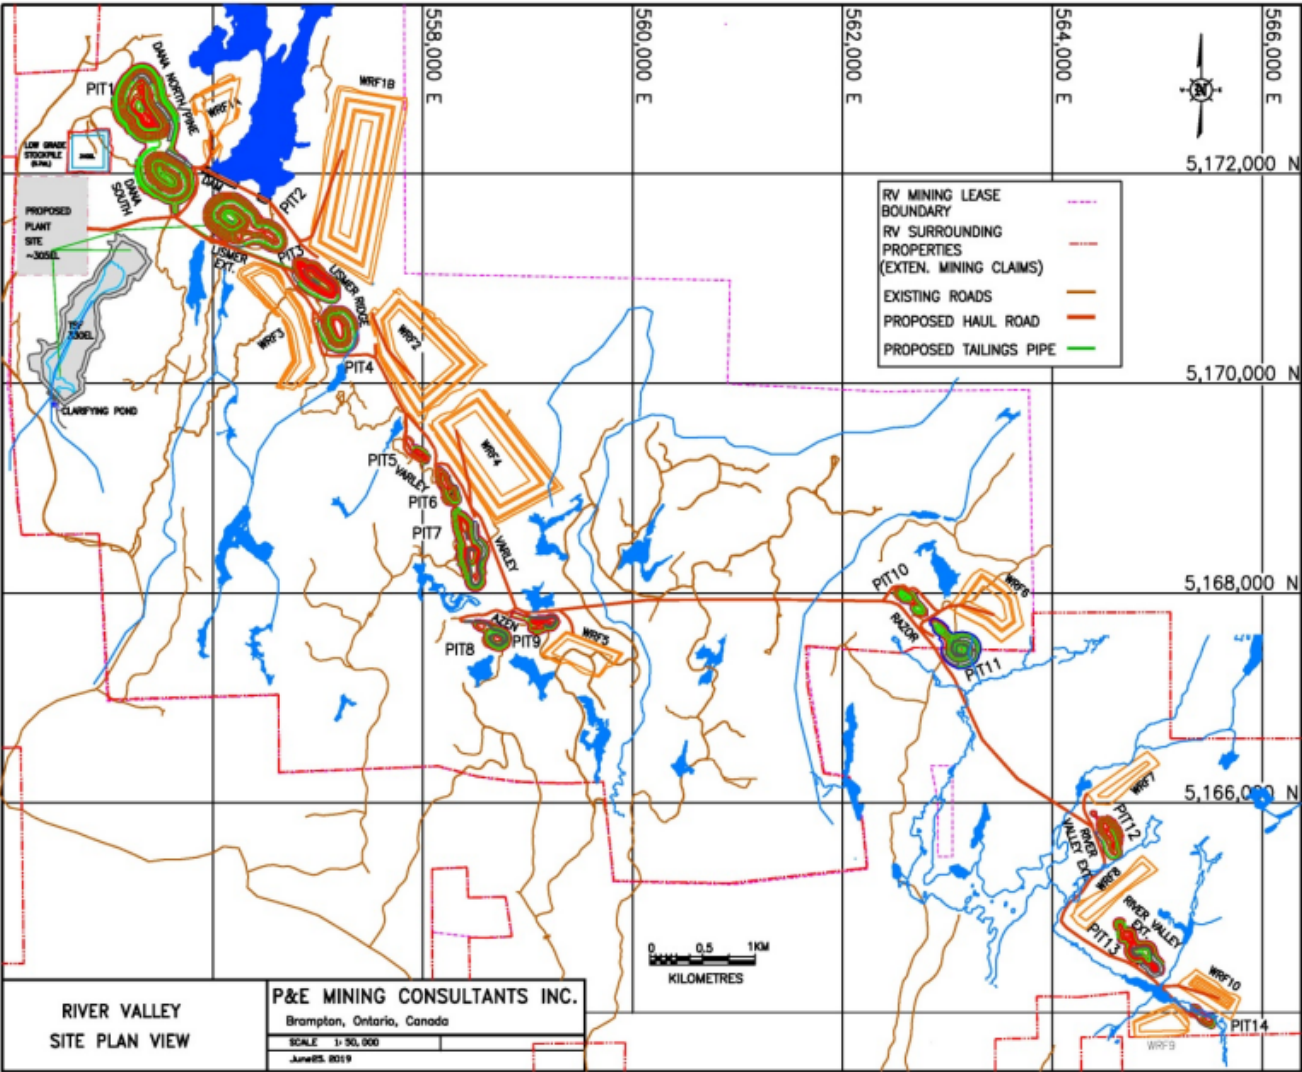 558,000 E
560,000 E
562,000 E
564,000 E
566,000 E
N
5,172,000 N
5,170,000 N
5,168,000 N
5,166,000 N
PIT1
DANA NORTH/PINE
WRF1A
WRF1B
LOW GRADE
STOCKPILE
DANA
SOUTH
DAM
PIT2
PROPOSED
PLANT
SITE
~305EL
LISMER
EXT.
PIT3
LISMER RIDGE
330EL
WRF3
WRF2
PIT4
CLARIFYING POND
PIT5
VARLEY
WRF4
PIT6
PIT7
VARLEY
AZEN
PIT8
PIT9
WRF5
PIT10
RAZOR
WRF6
PIT11
WRF7
PIT12
RIVER
VALLEY EXT.
WRF8
RIVER VALLEY
EXT.
PIT13
WRF10
PIT14
WRF9
RV MINING LEASE
BOUNDARY
RV SURROUNDING
PROPERTIES
(EXTEN. MINING CLAIMS)
EXISTING ROADS
PROPOSED HAUL ROAD
PROPOSED TAILINGS PIPE
0 0.5 1KM
KILOMETRES
RIVER VALLEY
SITE PLAN VIEW
P&E MINING CONSULTANTS INC.
Brampton, Ontario, Canada
SCALE 1: 50,000
June25, 2019